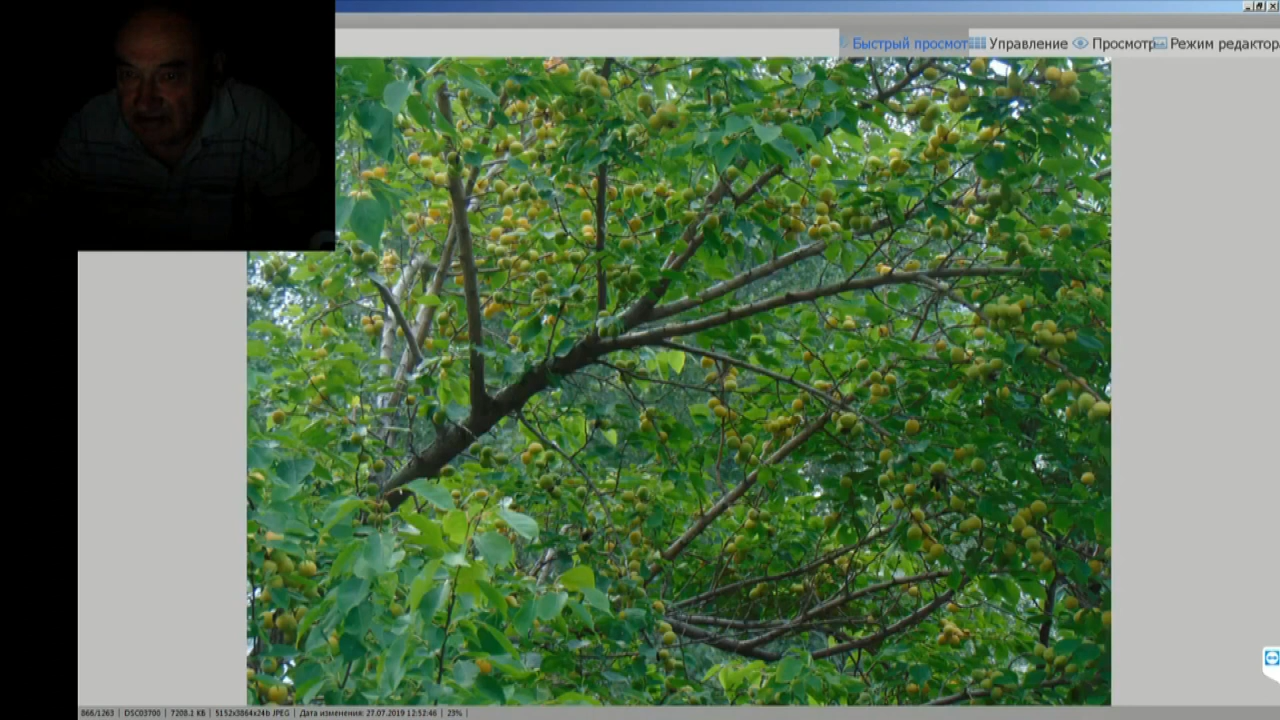 Быстрый просмот Управление Просмотр Режим редактор
866/1263 | DSC03700 | 7208.1 KB | 5152x3864x24b JPEG | Дата изменения: 27.07.2019 12:52:46 | 23% |